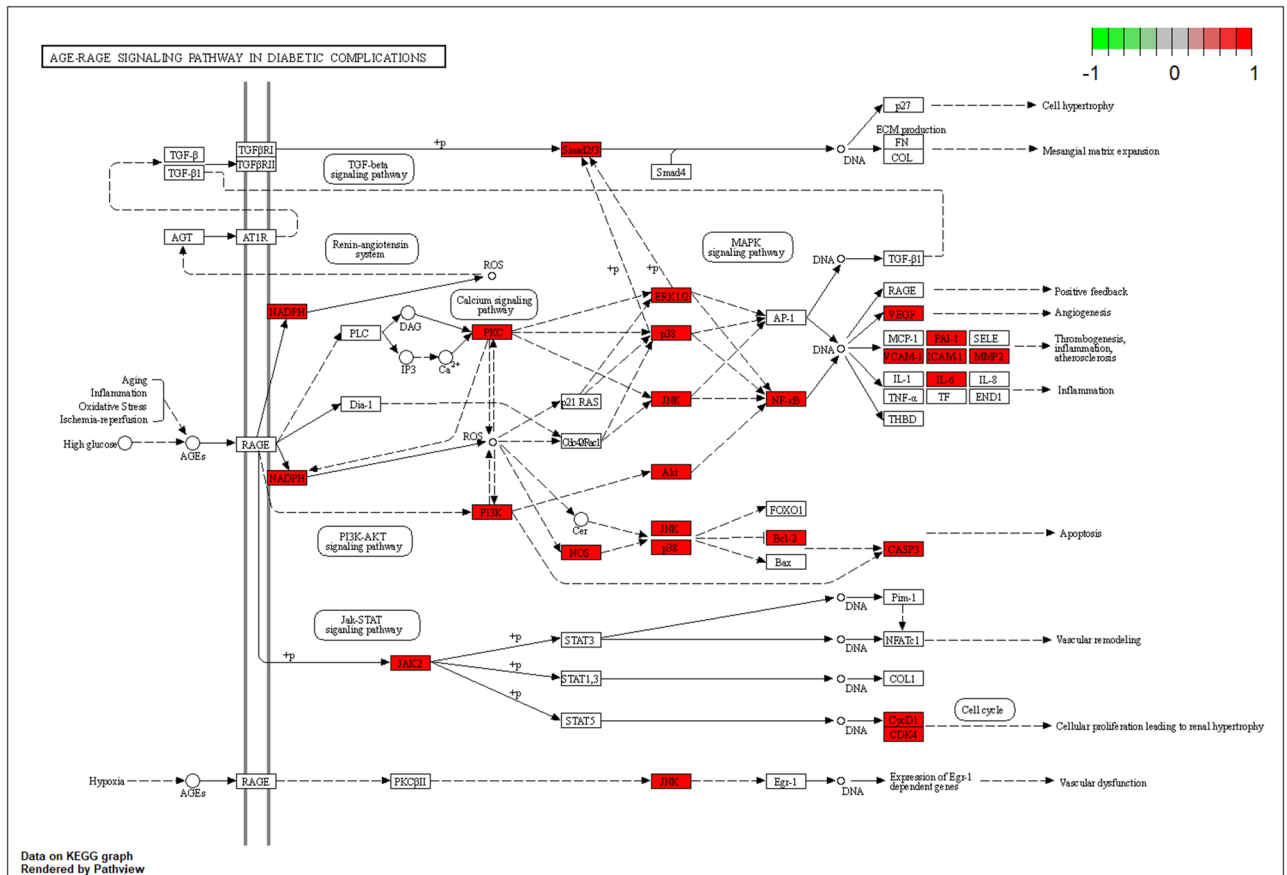 AGE-RAGE SIGNALING PATHWAY IN DIABETIC COMPLICATIONS
-1 0 1
p27
Cell hypertrophy
ECM production
DNA
FN
COL
Mesangial matrix expansion
TGFβRI
TGFβRII
TGF-β
TGF-β1
+p
TGF-beta
signaling pathway
Smad2/3
Smad4
AGT
AT1R
Renin-angiotensin
system
ROS
MAPK
signaling pathway
+p
+p
DNA
TGF-β1
NADPH
Calcium signaling
pathway
PLC
DAG
IP3
Ca2+
PKC
ERK1/2
p38
JNK
AP-1
NF-κB
DNA
RAGE
Positive feedback
VEGF
Angiogenesis
MCP-1
PAI-1
SELE
VCAM-1
ICAM-1
MMP2
Thrombogenesis,
inflammation,
atherosclerosis
IL-1
IL-6
IL-8
TNF-α
TF
END1
Inflammation
THBD
Aging
Inflammation
Oxidative Stress
Ischemia-reperfusion
High glucose
AGEs
RAGE
Dia-1
ROS
p21 RAS
Cdc42/Rac1
NADPH
Akt
PI3K
PI3K-AKT
signaling pathway
Cer
NOS
JNK
p38
FOXO1
Bcl-2
Bax
CASP3
Apoptosis
Jak-STAT
siganling pathway
+p
JAK2
+p
STAT3
+p
STAT1,3
+p
STAT5
DNA
Pim-1
DNA
NFATc1
Vascular remodeling
DNA
COL1
Cell cycle
DNA
CycD1
CDK4
Cellular proliferation leading to renal hypertrophy
Hypoxia
AGEs
RAGE
PKCβII
JNK
Egr-1
DNA
Expression of Egr-1
dependent genes
Vascular dysfunction
Data on KEGG graph
Rendered by Pathview